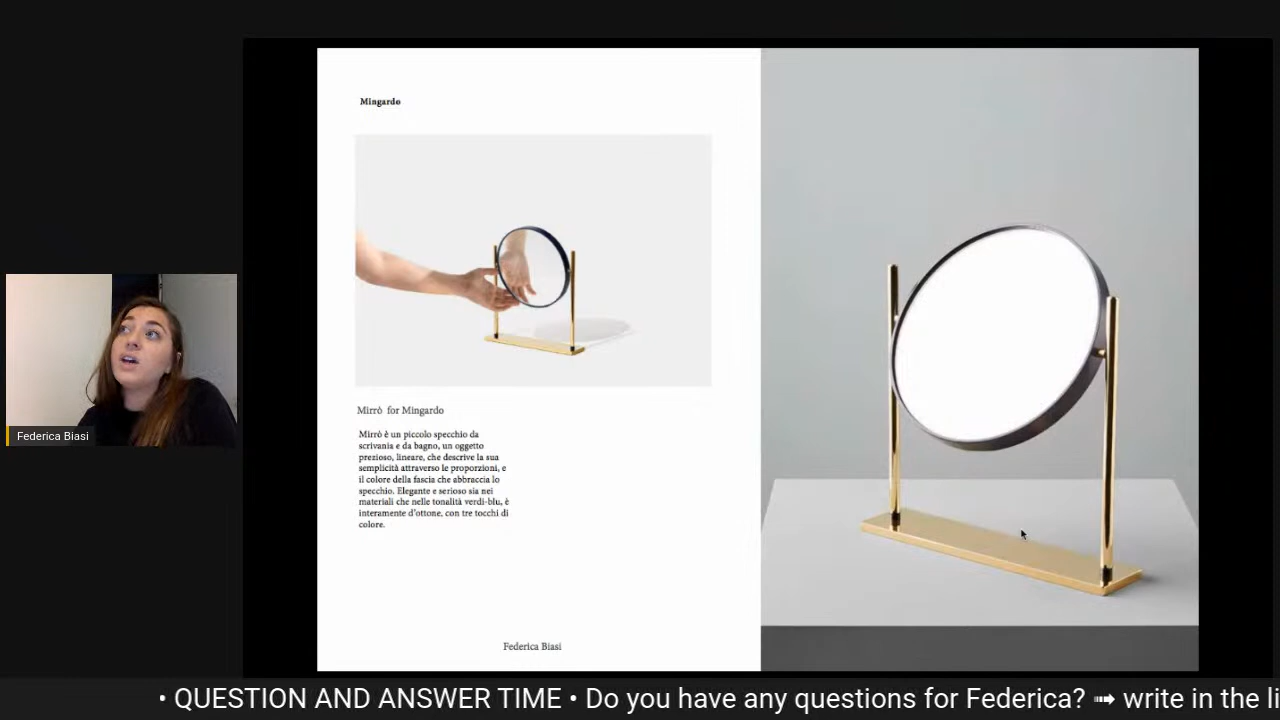 Mingardo
Mirrò for Mingardo
Mirrò è un piccolo specchio da
scrivania e da bagno, un oggetto
prezioso, lineare, che descrive la sua
semplicità attraverso le proporzioni, e
il colore della fascia che abbraccia lo
specchio. Elegante e serioso sia nei
materiali che nelle tonalità verdi-blu, è
interamente d'ottone, con tre tocchi di
colore.
Federica Biasi
Federica Biasi
• QUESTION AND ANSWER TIME • Do you have any questions for Federica? ➟ write in the li